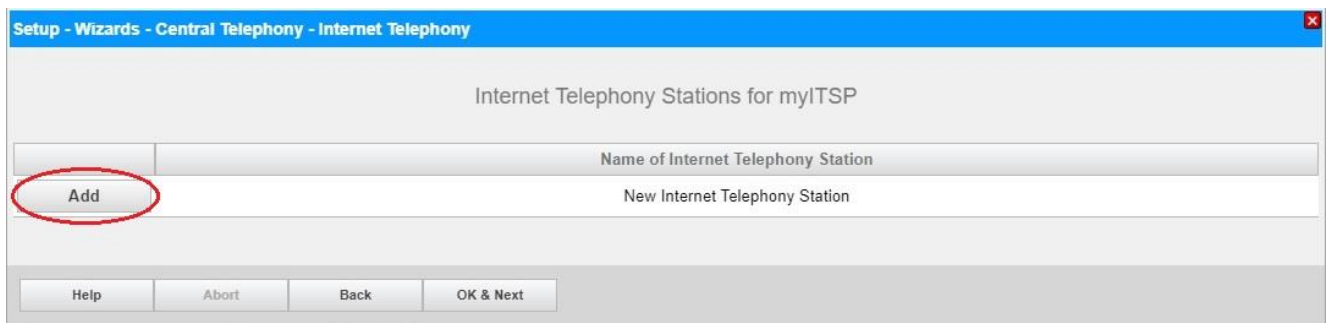 Setup - Wizards - Central Telephony - Internet Telephony
Internet Telephony Stations for myITSP
Name of Internet Telephony Station
Add New Internet Telephony Station
Help Abort Back OK & Next